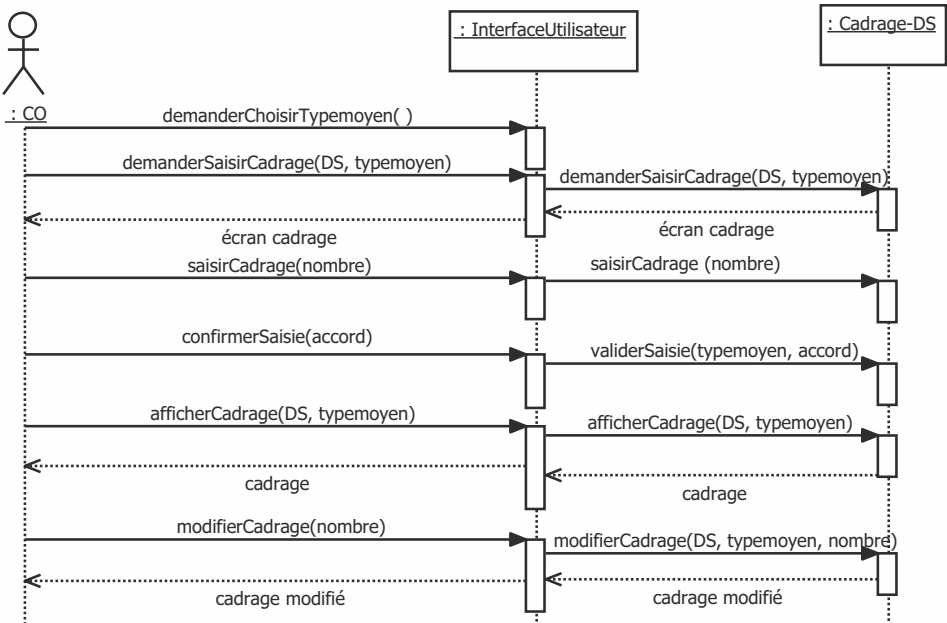 : InterfaceUtilisateur
: Cadrage-DS
: CO
demanderChoisirTypemoyen( )
demanderSaisirCadrage(DS, typemoyen)
demanderSaisirCadrage(DS, typemoyen)
écran cadrage
écran cadrage
saisirCadrage(nombre)
saisirCadrage (nombre)
confirmerSaisie(accord)
validerSaisie(typemoyen, accord)
afficherCadrage(DS, typemoyen)
afficherCadrage(DS, typemoyen)
cadrage
cadrage
modifierCadrage(nombre)
modifierCadrage(DS, typemoyen, nombre)
cadrage modifié
cadrage modifié